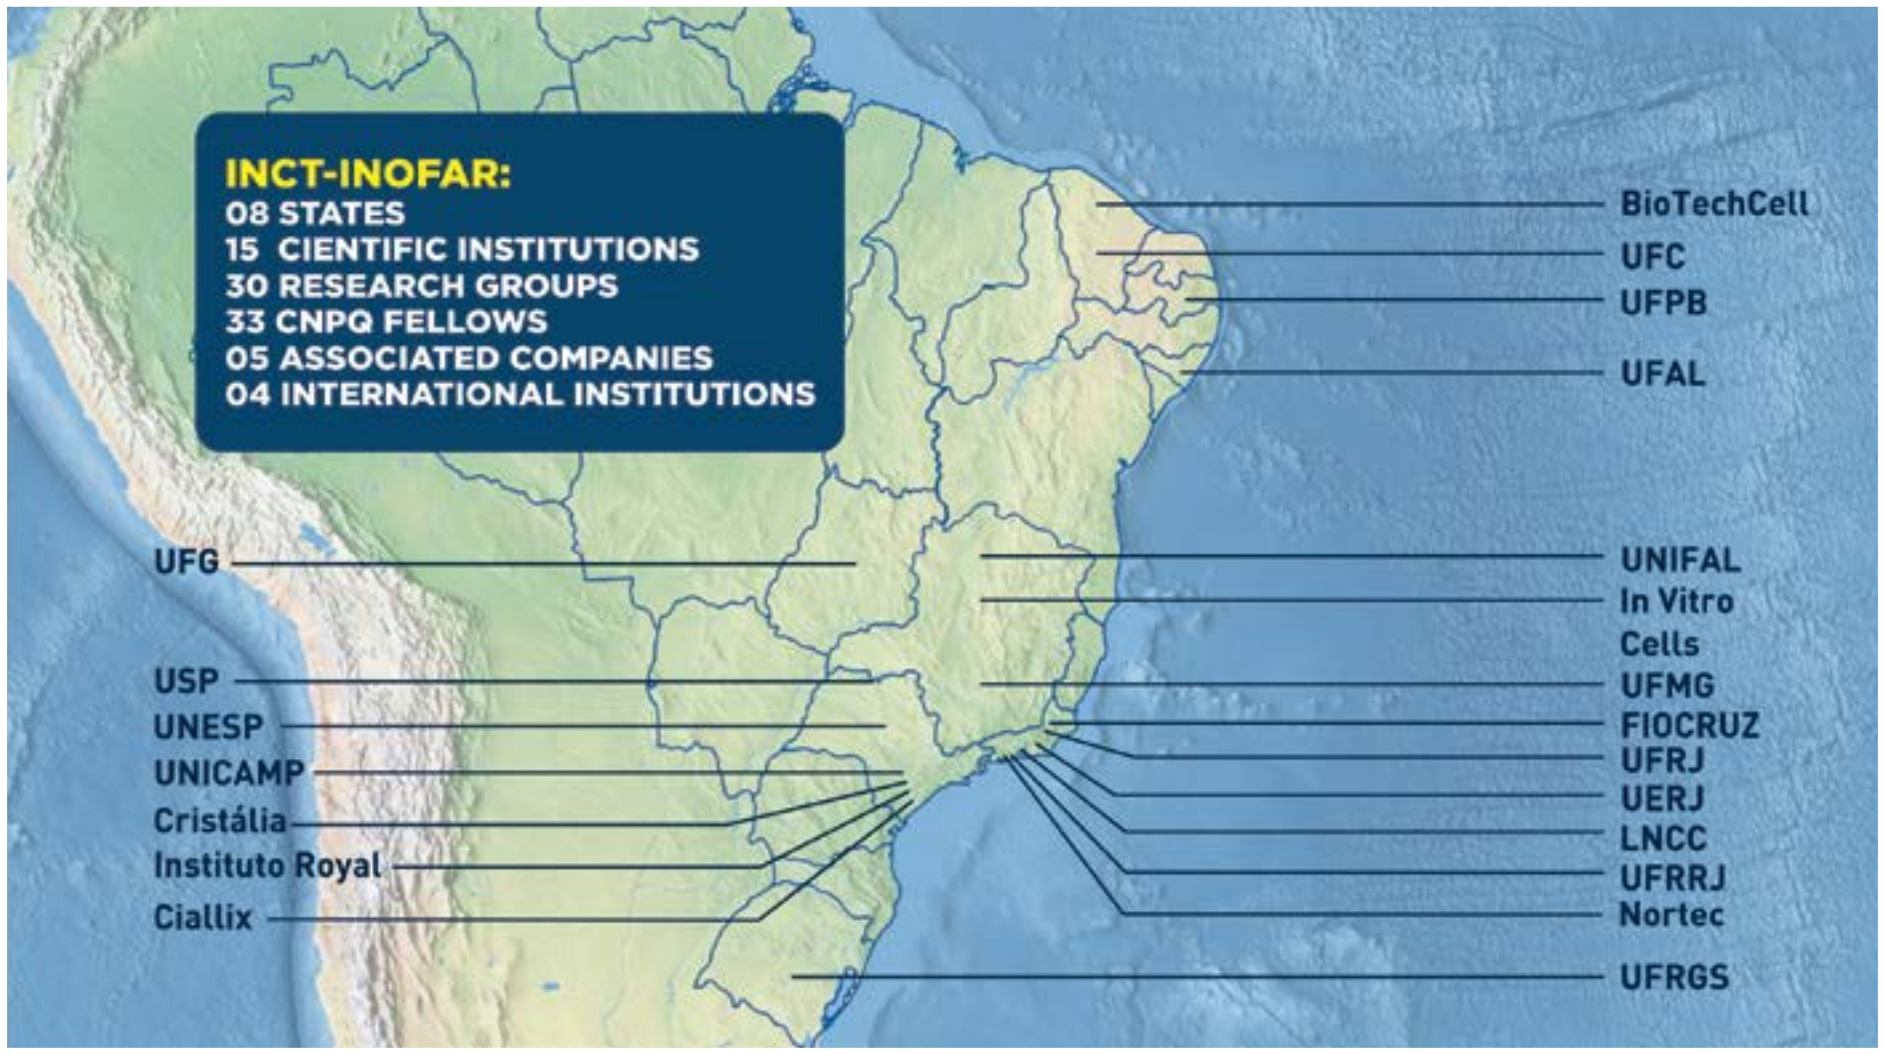 INCT-INOFAR:
08 STATES
15 CIENTIFIC INSTITUTIONS
30 RESEARCH GROUPS
33 CNPQ FELLOWS
05 ASSOCIATED COMPANIES
04 INTERNATIONAL INSTITUTIONS
UFG
USP
UNESP
UNICAMP
Cristália
Instituto Royal
Ciallix
BioTechCell
UFC
UFPB
UFAL
UNIFAL
In Vitro
Cells
UFMG
FIOCRUZ
UFRJ
UERJ
LNCC
UFRRJ
Nortec
UFRGS